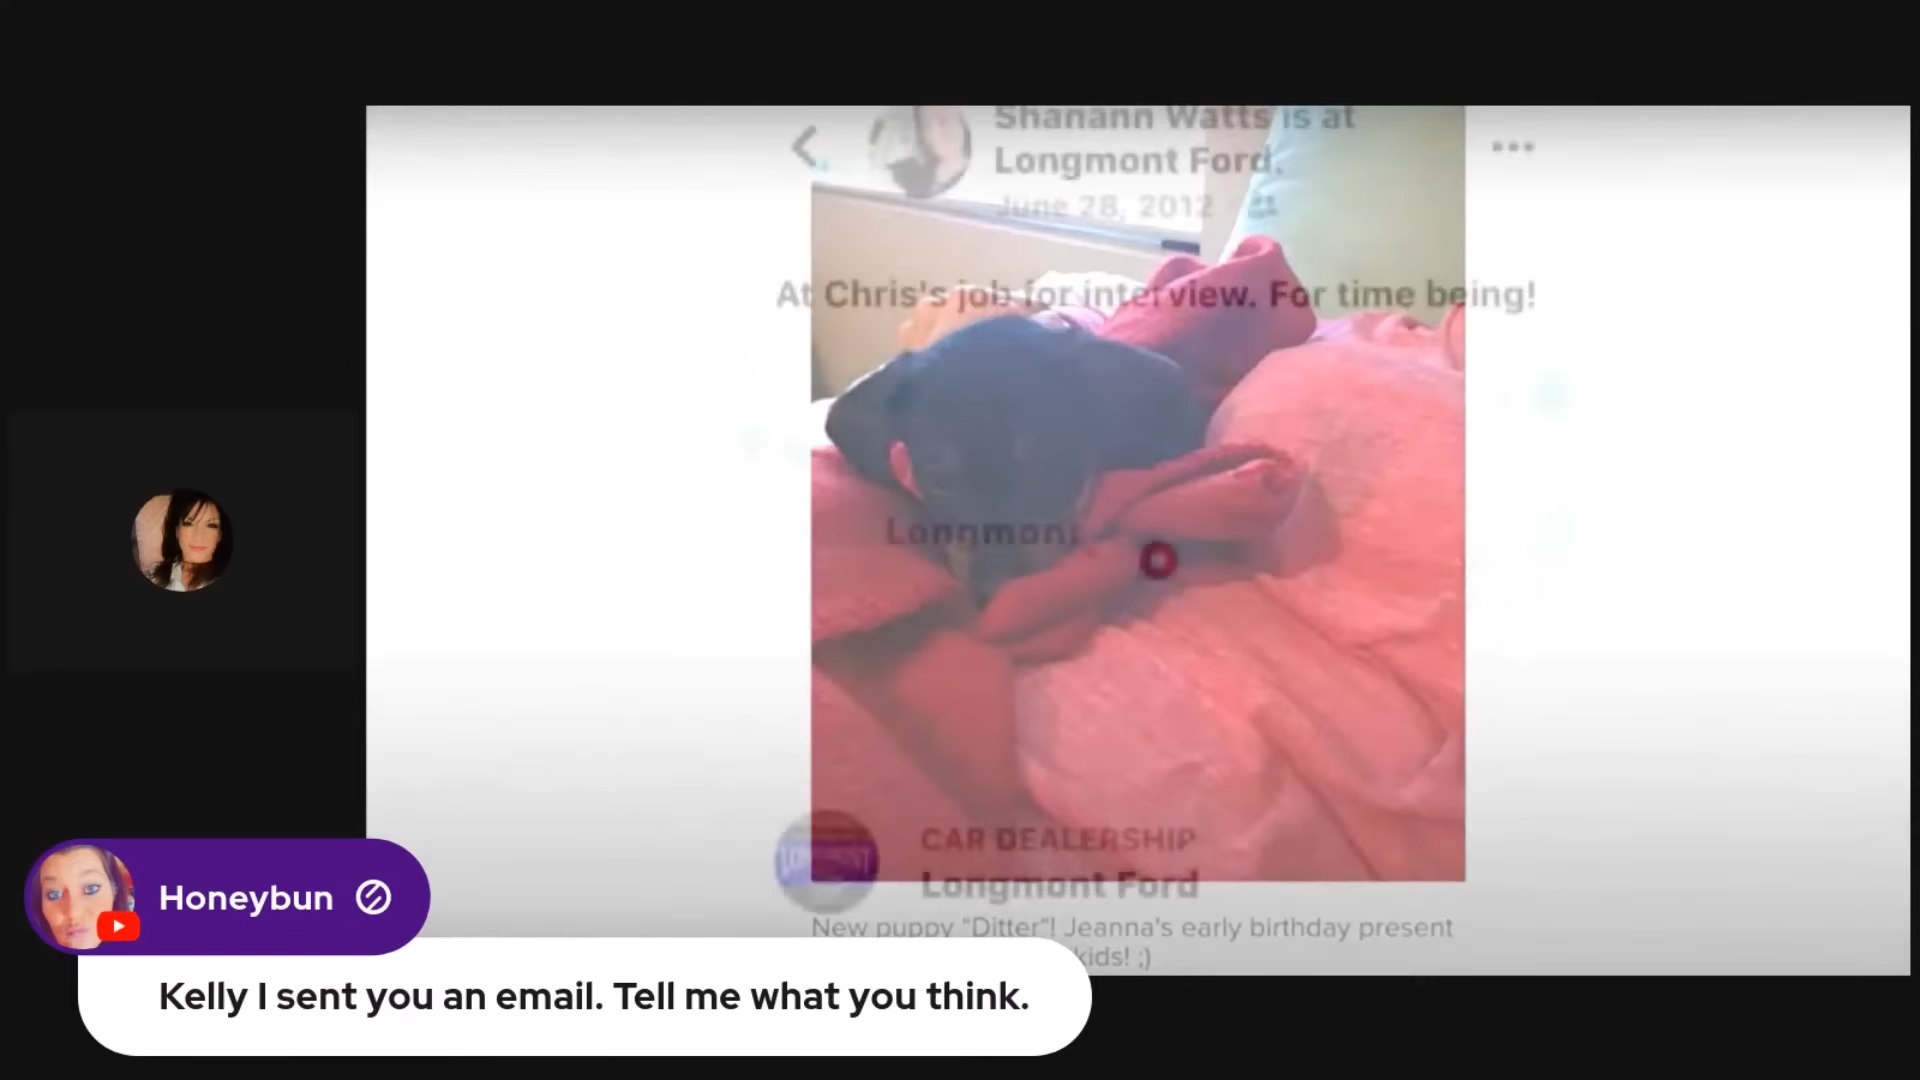 Shanann Watts is at
Longmont Ford.
June 28, 2012
At Chris's job for interview. For time being!
Longmont
CAR DEALERSHIP
Longmont Ford
New puppy "Ditter"! Jeanna's early birthday present
kids! ;)
Honeybun
Kelly I sent you an email. Tell me what you think.